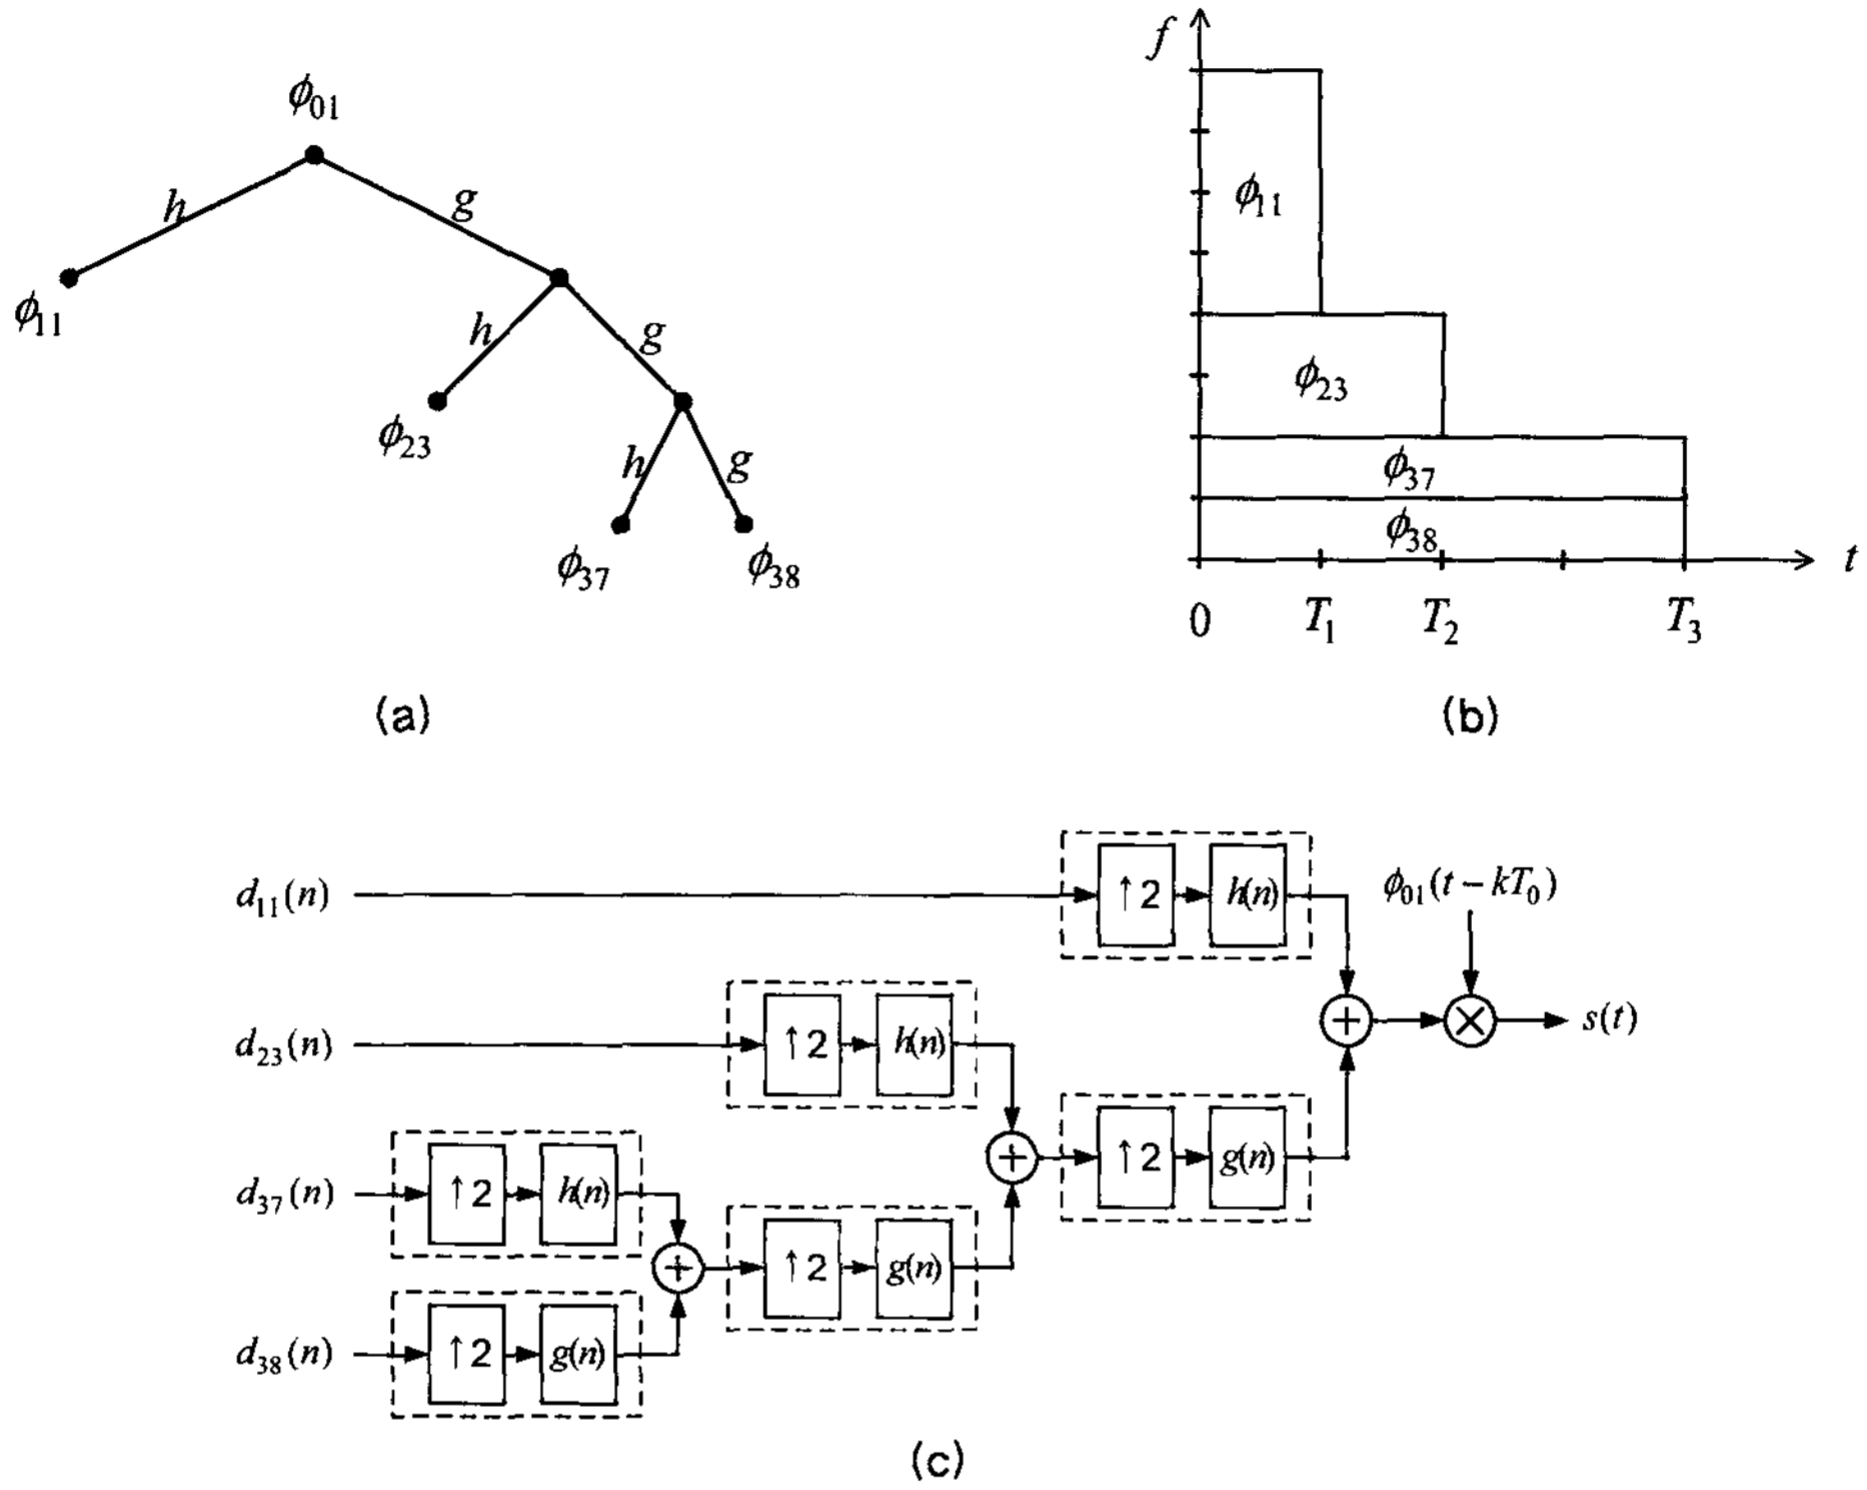 ϕ₀₁
h g
ϕ₁₁
h g
ϕ₂₃
h g
ϕ₃₇ ϕ₃₈
(a)
f
ϕ₁₁
ϕ₂₃
ϕ₃₇
ϕ₃₈
t
0 T₁ T₂ T₃
(b)
d₁₁(n) ↑2 h(n) ϕ₀₁(t − kT₀)
d₂₃(n) ↑2 h(n) + × s(t)
+ ↑2 g(n)
d₃₇(n) ↑2 h(n)
+ ↑2 g(n)
d₃₈(n) ↑2 g(n)
(c)